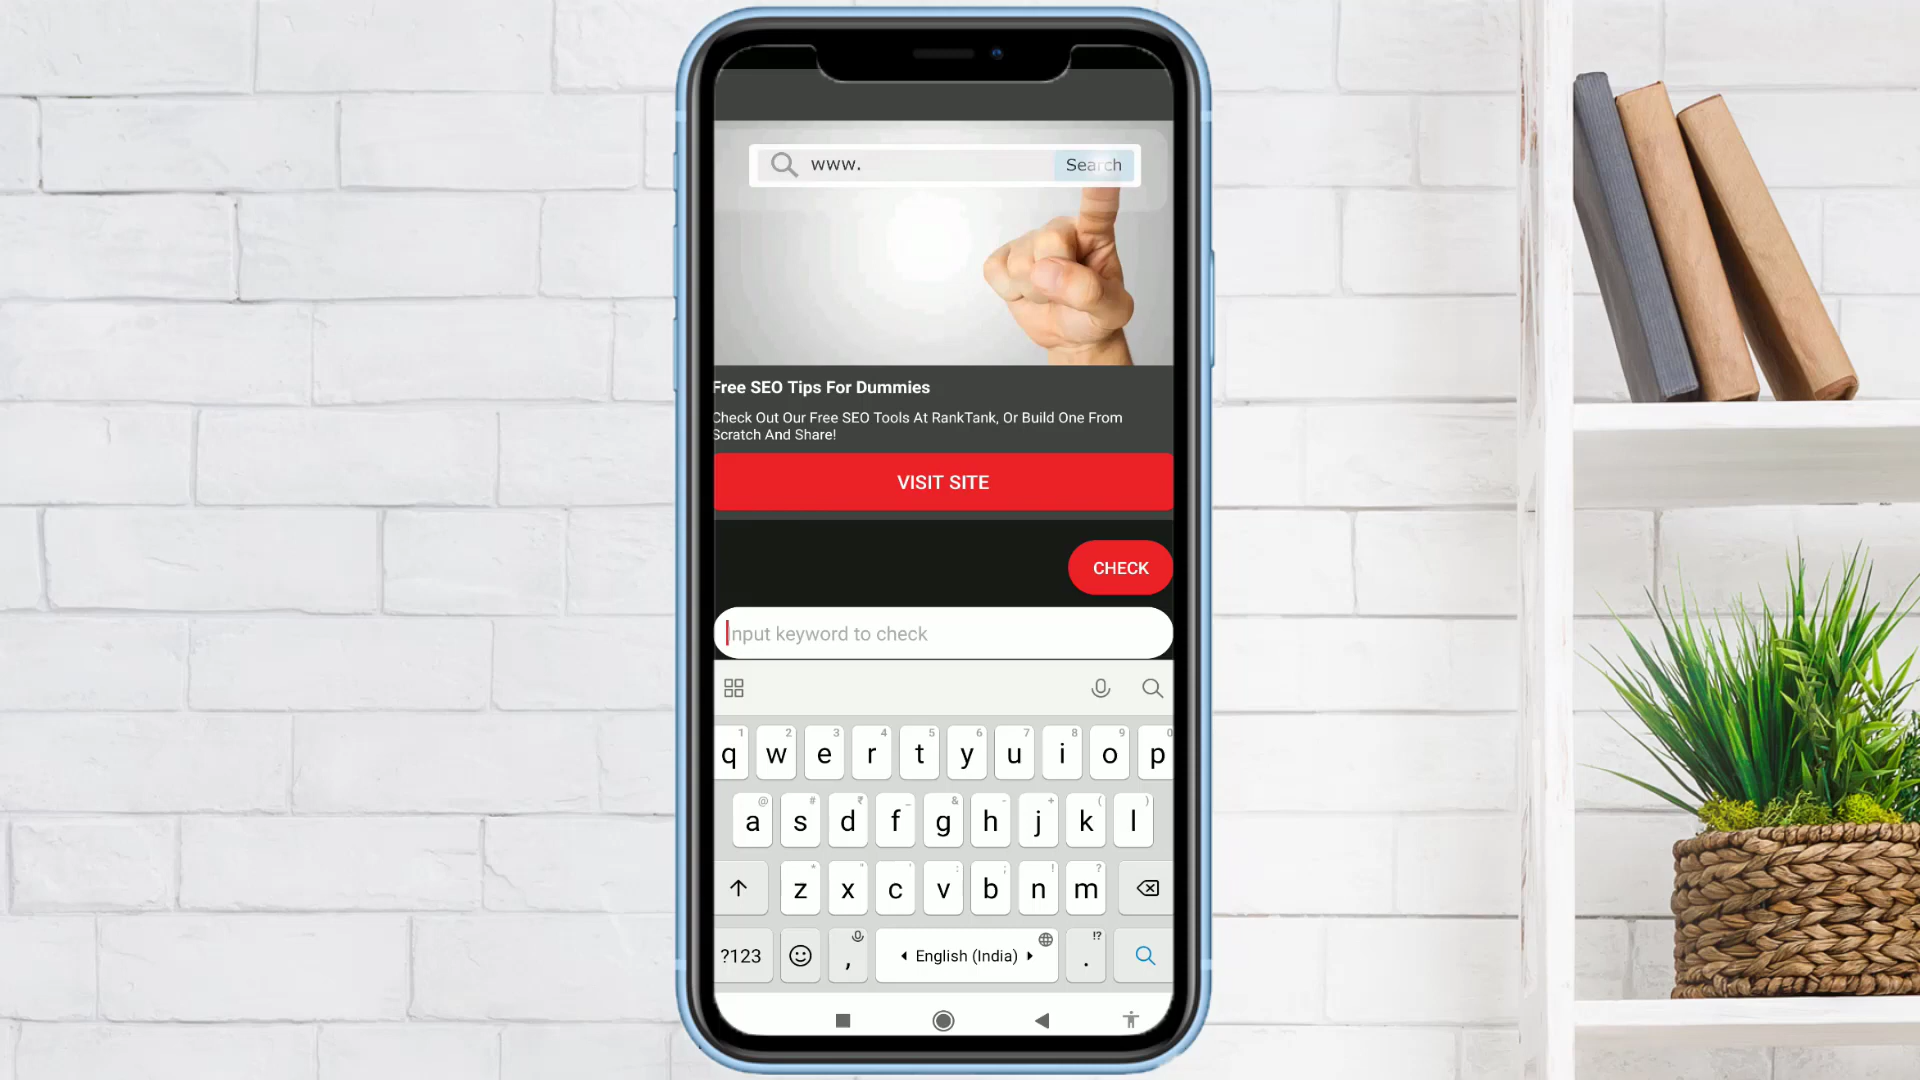 www.
Search
Free SEO Tips For Dummies
Check Out Our Free SEO Tools At RankTank, Or Build One From
Scratch And Share!
VISIT SITE
CHECK
Input keyword to check
1 2 3 4 5 6 7 8 9 0
q w e r t y u i o p
@ # ₹ _ & - + ( )
a s d f g h j k l
* " ' : ; ! ?
z x c v b n m
!?
?123 , English (India) .